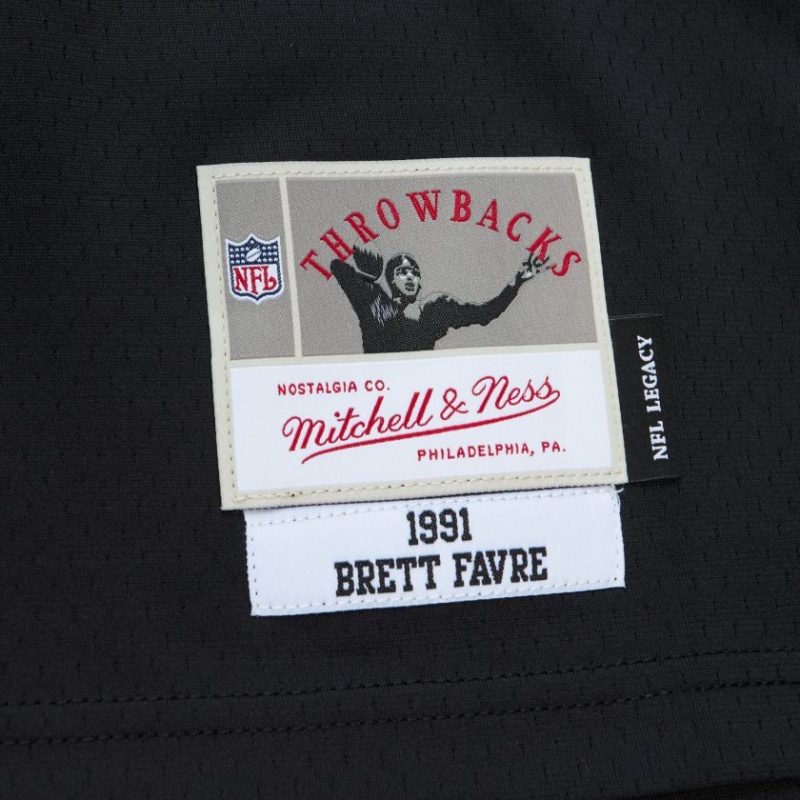 THROWBACKS
NFL
NOSTALGIA CO.
Mitchell & Ness
PHILADELPHIA, PA.
NFL LEGACY
1991
BRETT FAVRE